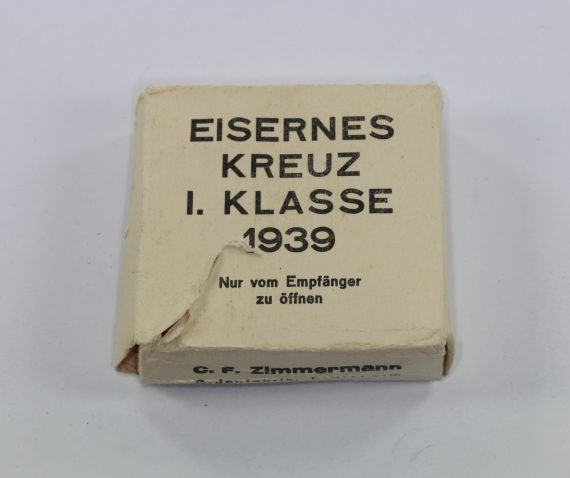 EISERNES
KREUZ
I. KLASSE
1939
Nur vom Empfänger
zu öffnen
C. F. Zimmermann